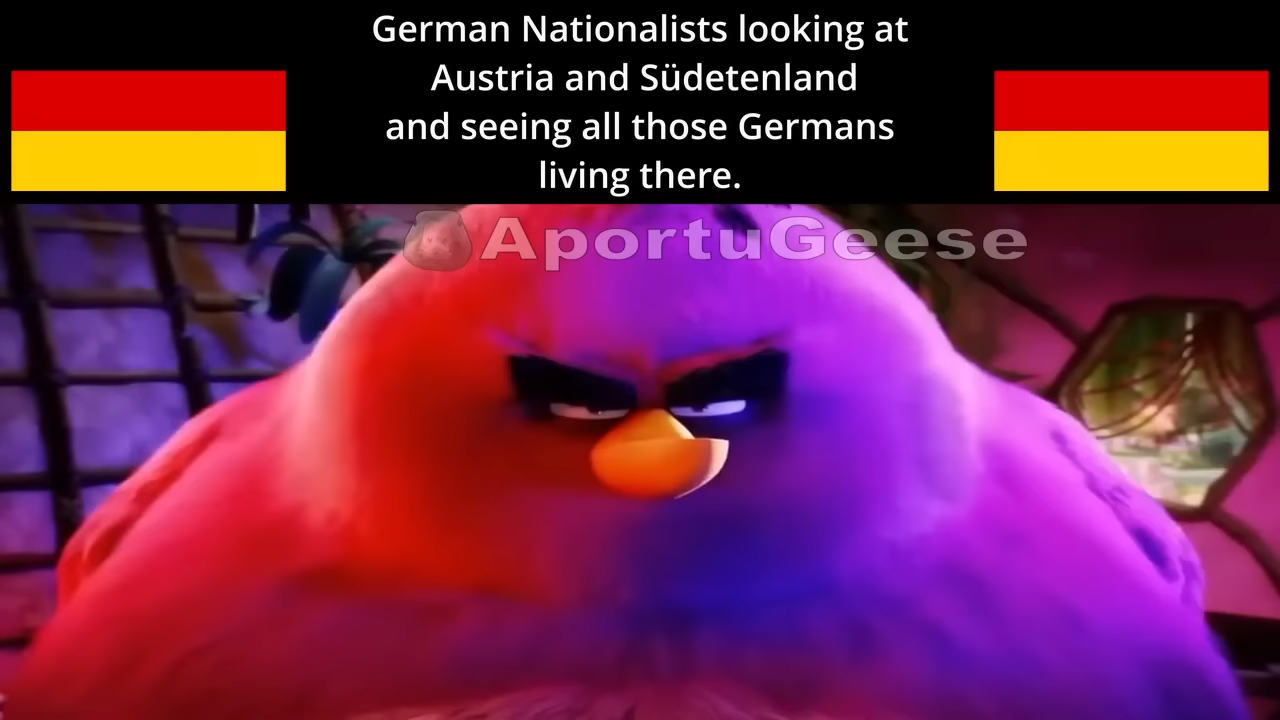 German Nationalists looking at
Austria and Südetenland
and seeing all those Germans
living there.
AportuGeese